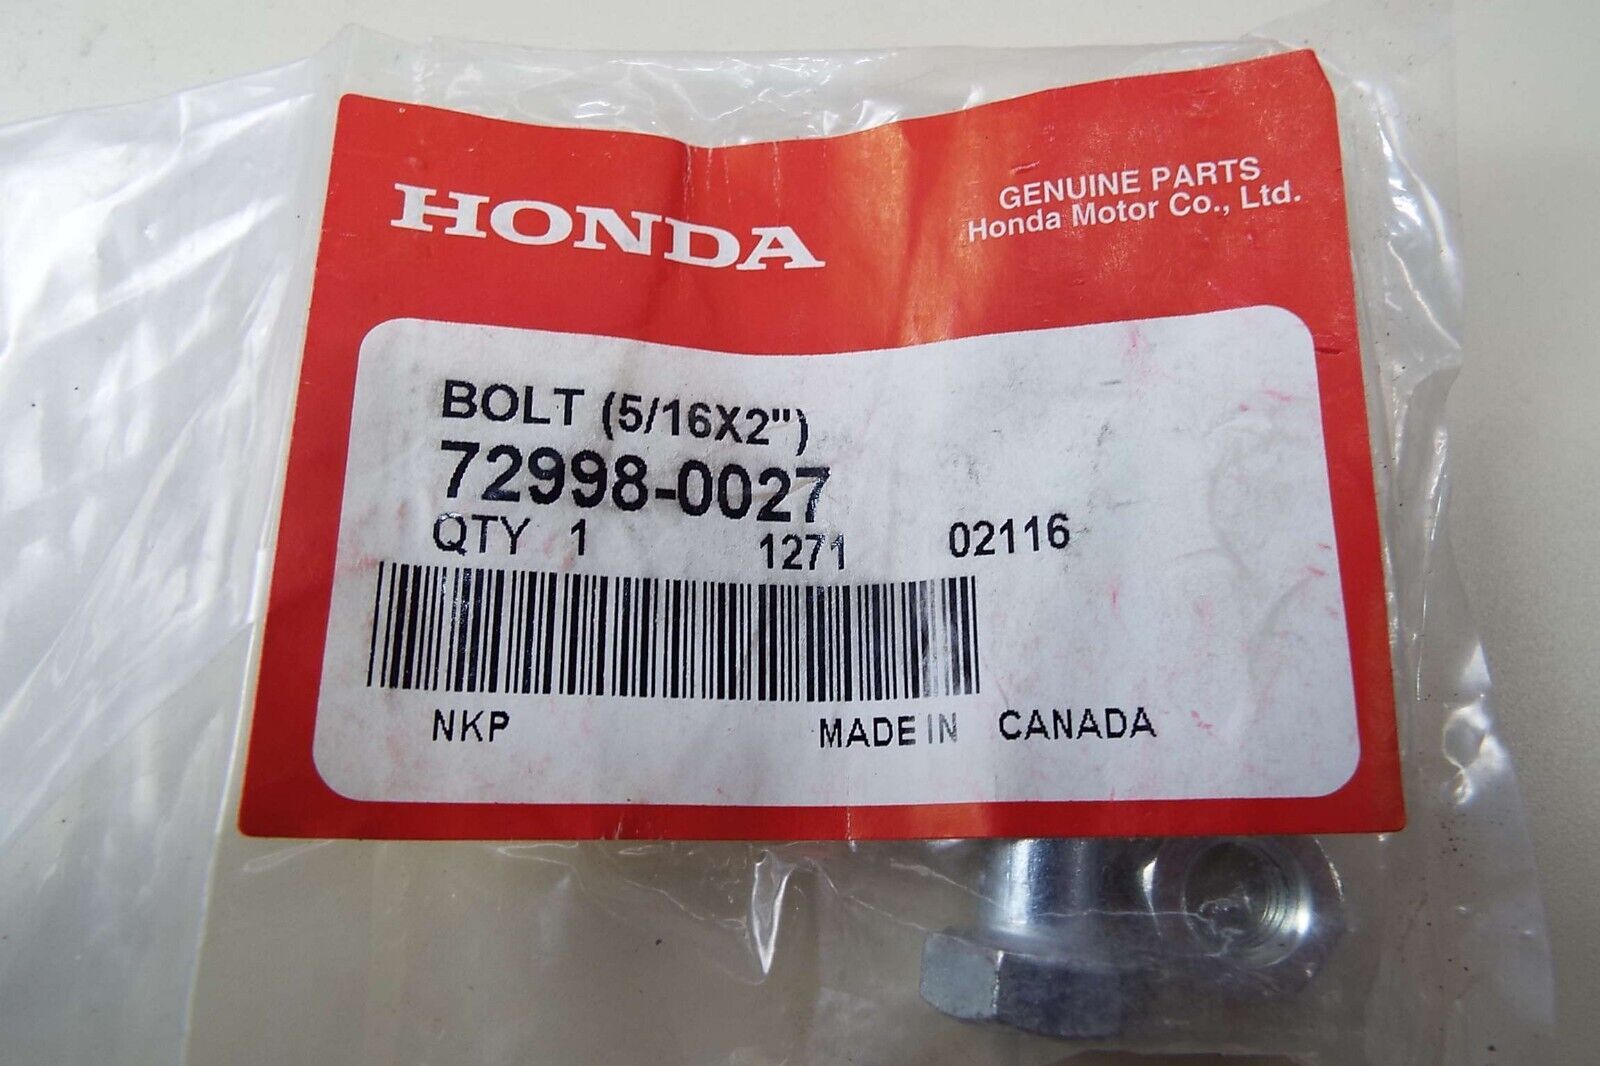 HONDA
GENUINE PARTS
Honda Motor Co., Ltd.
BOLT (5/16X2")
72998-0027
QTY 1 1271 02116
NKP MADE IN CANADA